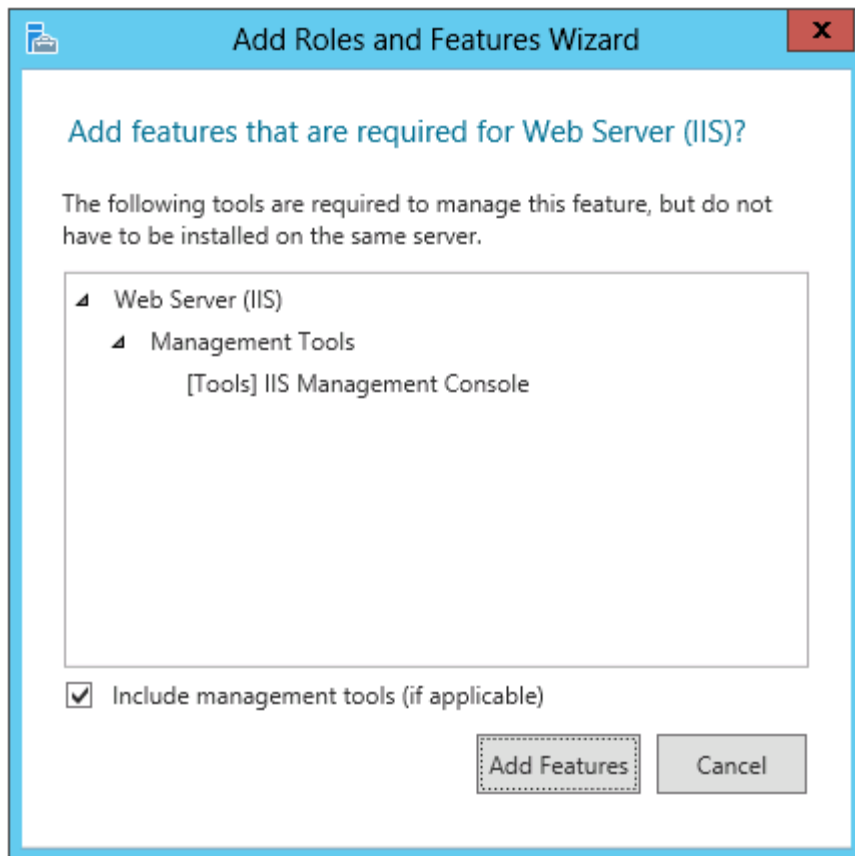 Add Roles and Features Wizard
x
Add features that are required for Web Server (IIS)?
The following tools are required to manage this feature, but do not
have to be installed on the same server.
Web Server (IIS)
Management Tools
[Tools] IIS Management Console
Include management tools (if applicable)
Add Features
Cancel